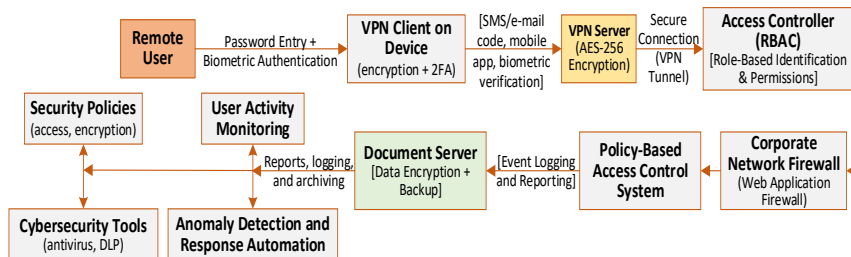 Remote
User
Password Entry +
Biometric Authentication
VPN Client on
Device
(encryption + 2FA)
[SMS/e-mail
code, mobile
app, biometric
verification]
VPN Server
(AES-256
Encryption)
Secure
Connection
(VPN
Tunnel)
Access Controller
(RBAC)
[Role-Based Identification
& Permissions]
Security Policies
(access, encryption)
User Activity
Monitoring
Reports, logging,
and archiving
Document Server
[Data Encryption +
Backup]
[Event Logging
and Reporting]
Policy-Based
Access Control
System
Corporate
Network Firewall
(Web Application
Firewall)
Cybersecurity Tools
(antivirus, DLP)
Anomaly Detection and
Response Automation